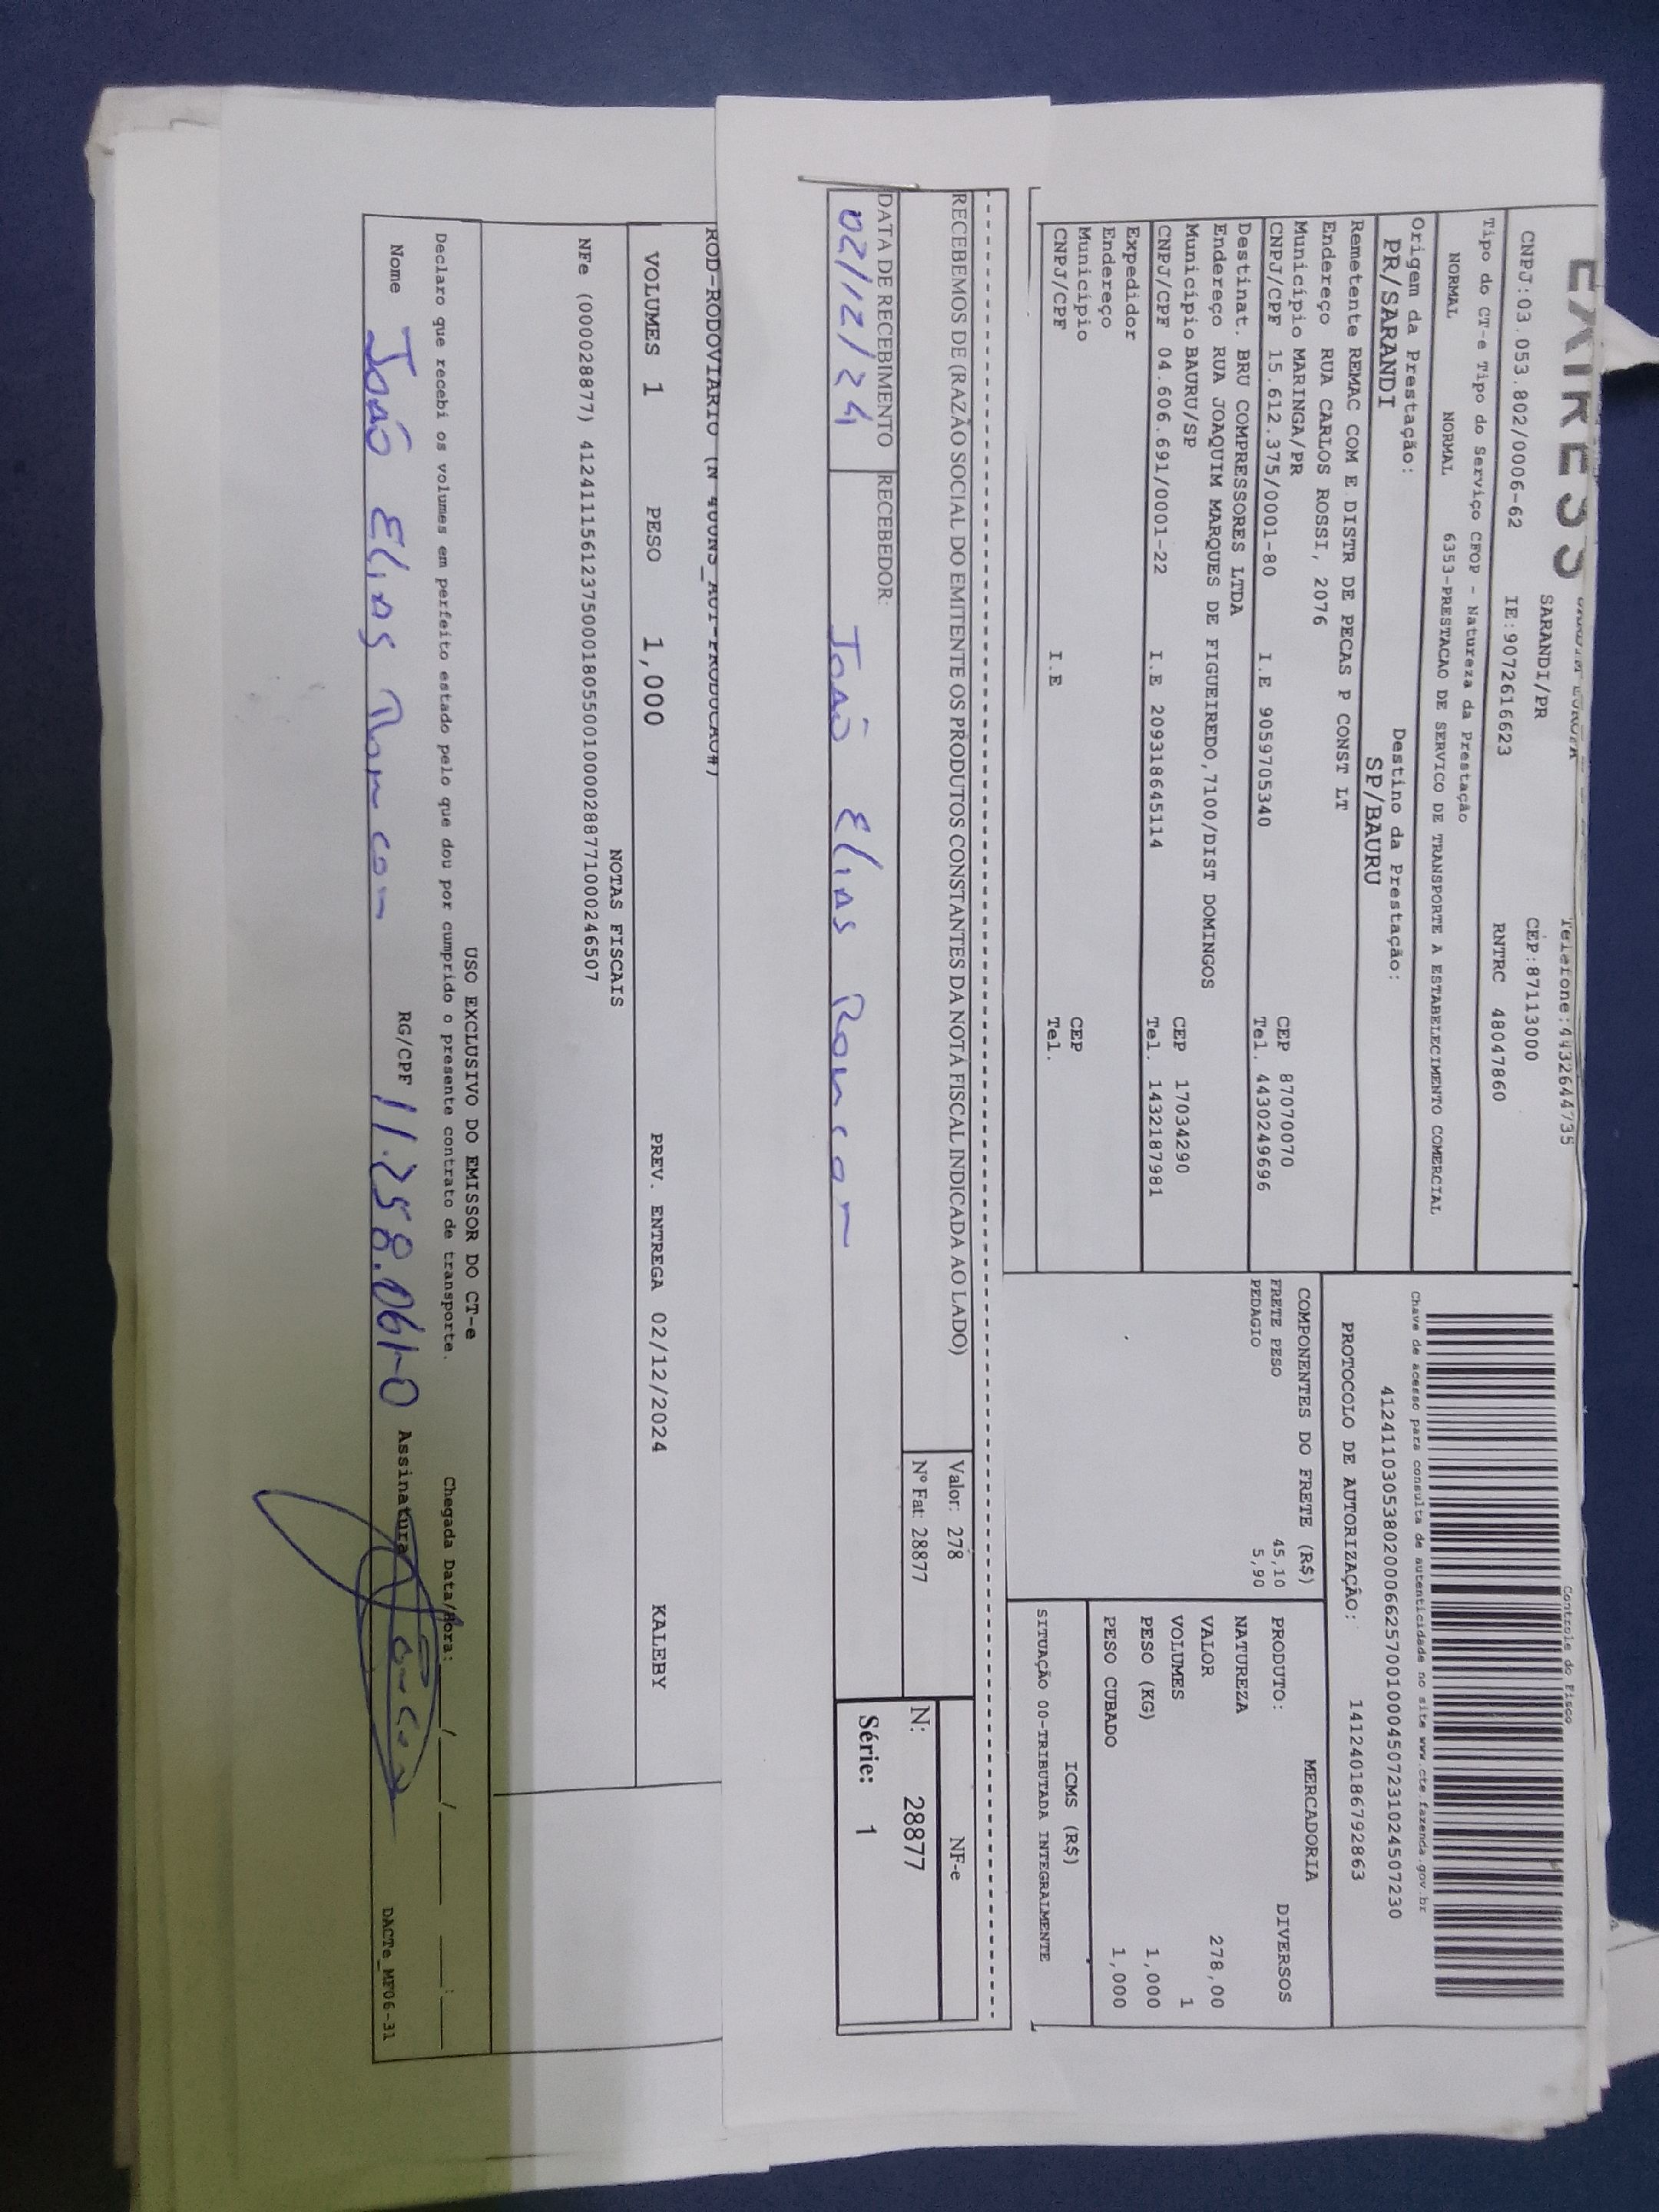 Telefone:4432644735
SARANDI/PR CEP:87113000
CNPJ:03.053.802/0006-62 IE:9072616623 RNTRC 48047860
Tipo do CT-e Tipo do Serviço CFOP - Natureza da Prestação
NORMAL NORMAL 6353-PRESTACAO DE SERVICO DE TRANSPORTE A ESTABELECIMENTO COMERCIAL
Origem da Prestação: Destino da Prestação:
PR/SARANDI SP/BAURU
Remetente REMAC COM E DISTR DE PECAS P CONST LT
Endereço RUA CARLOS ROSSI, 2076
Município MARINGA/PR CEP 87070070
CNPJ/CPF 15.612.375/0001-80 I.E 9059705340 Tel. 4430249696
Destinat. BRU COMPRESSORES LTDA
Endereço RUA JOAQUIM MARQUES DE FIGUEIREDO,7100/DIST DOMINGOS
Município BAURU/SP CEP 17034290
CNPJ/CPF 04.606.691/0001-22 I.E 209318645114 Tel. 1432187981
Expedidor
Endereço
Município CEP
CNPJ/CPF I.E Tel.
Controle do Fisco
Chave de acesso para consulta de autenticidade no site www.cte.fazenda.gov.br
41241103053802000662570010004507231024507230
PROTOCOLO DE AUTORIZAÇÃO: 141240186792863
COMPONENTES DO FRETE (R$)
FRETE PESO 45,10
PEDAGIO 5,90
MERCADORIA
PRODUTO: DIVERSOS
NATUREZA
VALOR 278,00
VOLUMES 1
PESO (KG) 1,000
PESO CUBADO 1,000
ICMS (R$)
SITUAÇÃO 00-TRIBUTADA INTEGRALMENTE
RECEBEMOS DE (RAZÃO SOCIAL DO EMITENTE OS PRODUTOS CONSTANTES DA NOTA FISCAL INDICADA AO LADO)
Valor: 278
Nº Fat: 28877
NF-e
N: 28877
Série: 1
DATA DE RECEBIMENTO RECEBEDOR:
02/12/24 João Elias Roncon
VOLUMES 1 PESO 1,000 PREV. ENTREGA 02/12/2024 KALEBY
NOTAS FISCAIS
NFe (000028877) 41241115612375000180550010000288771000246507
USO EXCLUSIVO DO EMISSOR DO CT-e
Declaro que recebi os volumes em perfeito estado pelo que dou por cumprido o presente contrato de transporte. Chegada Data/Hora: ___/___/___ ___:___
Nome João Elias Roncon RG/CPF 11.258.061-0 Assinatura
DACTe_MF06-31